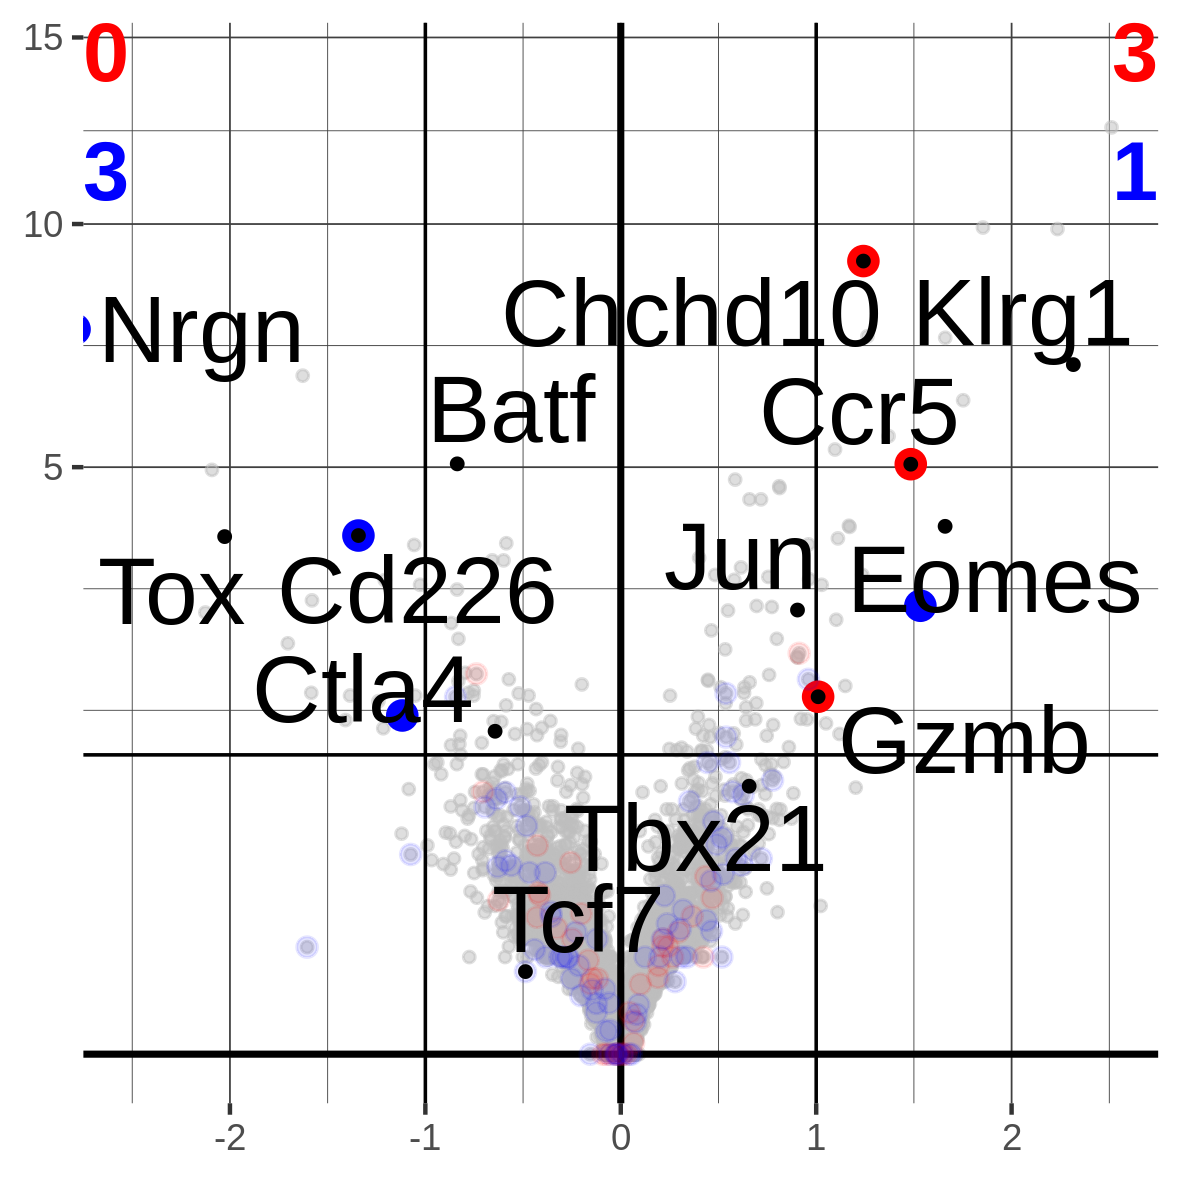 15
0
3
3
1
10
Chchd10
Klrg1
Nrgn
Batf
Ccr5
5
Jun
Eomes
Tox
Cd226
Ctla4
Gzmb
Tbx21
Tcf7
-2
-1
0
1
2